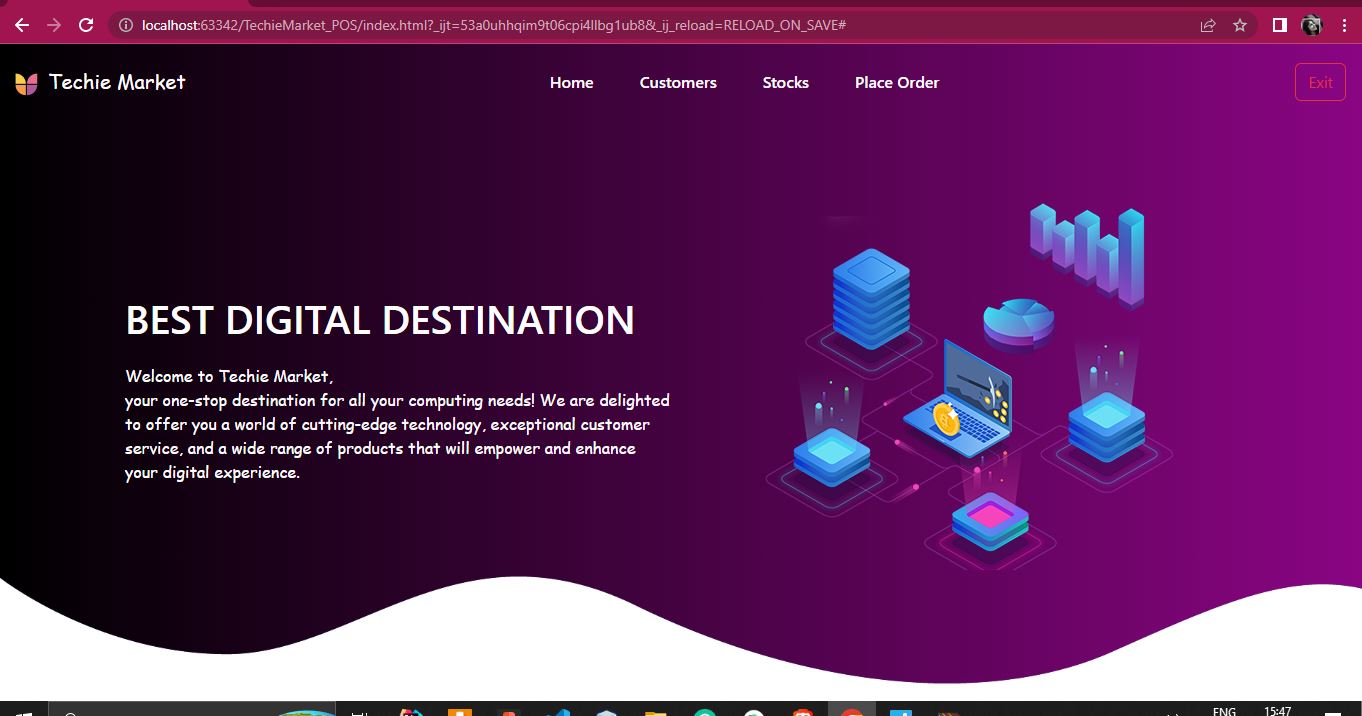 localhost:63342/TechieMarket_POS/index.html?_ijt=53a0uhhqim9t06cpi4llbg1ub8&_ij_reload=RELOAD_ON_SAVE#
Techie Market
Home
Customers
Stocks
Place Order
Exit
BEST DIGITAL DESTINATION
Welcome to Techie Market,
your one-stop destination for all your computing needs! We are delighted
to offer you a world of cutting-edge technology, exceptional customer
service, and a wide range of products that will empower and enhance
your digital experience.
ENG
15:47